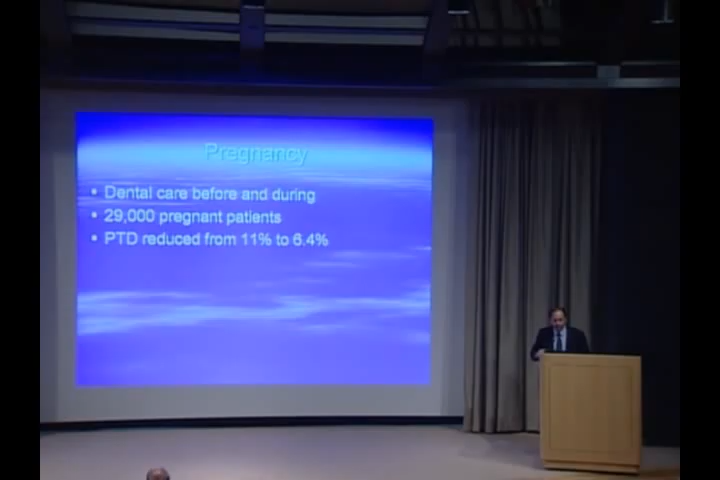 Pregnancy
• Dental care before and during
• 29,000 pregnant patients
• PTD reduced from 11% to 6.4%